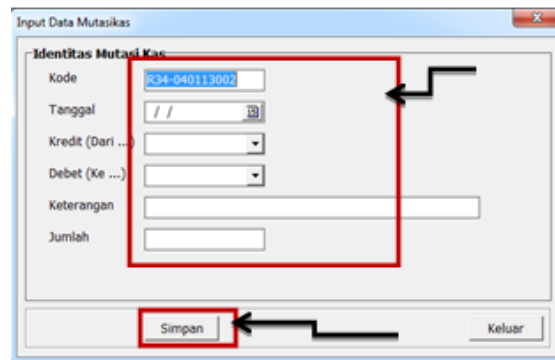 Input Data Mutasikas
Identitas Mutasi Kas
Kode R34-040113002
Tanggal / /
Kredit (Dari ...)
Debet (Ke ...)
Keterangan
Jumlah
Simpan Keluar